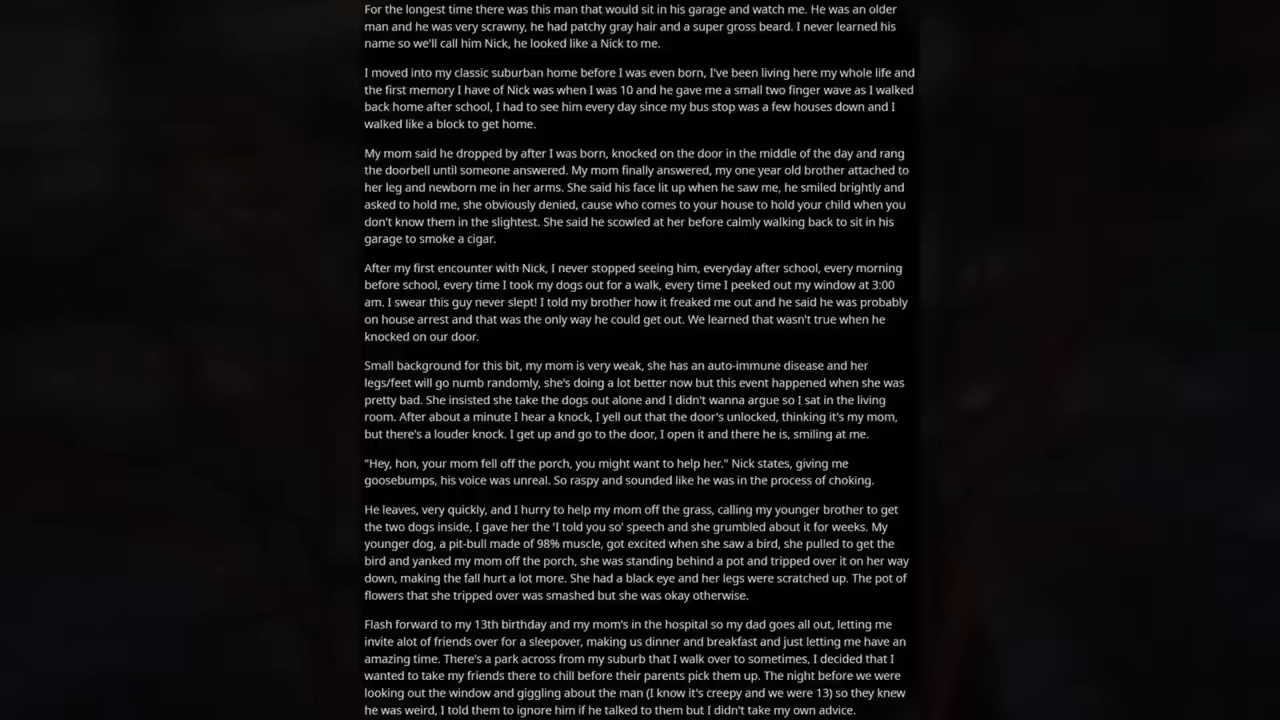 For the longest time there was this man that would sit in his garage and watch me. He was an older
man and he was very scrawny, he had patchy gray hair and a super gross beard. I never learned his
name so we'll call him Nick, he looked like a Nick to me.
I moved into my classic suburban home before I was even born, I've been living here my whole life and
the first memory I have of Nick was when I was 10 and he gave me a small two finger wave as I walked
back home after school, I had to see him every day since my bus stop was a few houses down and I
walked like a block to get home.
My mom said he dropped by after I was born, knocked on the door in the middle of the day and rang
the doorbell until someone answered. My mom finally answered, my one year old brother attached to
her leg and newborn me in her arms. She said his face lit up when he saw me, he smiled brightly and
asked to hold me, she obviously denied, cause who comes to your house to hold your child when you
don't know them in the slightest. She said he scowled at her before calmly walking back to sit in his
garage to smoke a cigar.
After my first encounter with Nick, I never stopped seeing him, everyday after school, every morning
before school, every time I took my dogs out for a walk, every time I peeked out my window at 3:00
am. I swear this guy never slept! I told my brother how it freaked me out and he said he was probably
on house arrest and that was the only way he could get out. We learned that wasn't true when he
knocked on our door.
Small background for this bit, my mom is very weak, she has an auto-immune disease and her
legs/feet will go numb randomly, she's doing a lot better now but this event happened when she was
pretty bad. She insisted she take the dogs out alone and I didn't wanna argue so I sat in the living
room. After about a minute I hear a knock, I yell out that the door's unlocked, thinking it's my mom,
but there's a louder knock. I get up and go to the door, I open it and there he is, smiling at me.
"Hey, hon, your mom fell off the porch, you might want to help her." Nick states, giving me
goosebumps, his voice was unreal. So raspy and sounded like he was in the process of choking.
He leaves, very quickly, and I hurry to help my mom off the grass, calling my younger brother to get
the two dogs inside, I gave her the 'I told you so' speech and she grumbled about it for weeks. My
younger dog, a pit-bull made of 98% muscle, got excited when she saw a bird, she pulled to get the
bird and yanked my mom off the porch, she was standing behind a pot and tripped over it on her way
down, making the fall hurt a lot more. She had a black eye and her legs were scratched up. The pot of
flowers that she tripped over was smashed but she was okay otherwise.
Flash forward to my 13th birthday and my mom's in the hospital so my dad goes all out, letting me
invite alot of friends over for a sleepover, making us dinner and breakfast and just letting me have an
amazing time. There's a park across from my suburb that I walk over to sometimes, I decided that I
wanted to take my friends there to chill before their parents pick them up. The night before we were
looking out the window and giggling about the man (I know it's creepy and we were 13) so they knew
he was weird, I told them to ignore him if he talked to them but I didn't take my own advice.